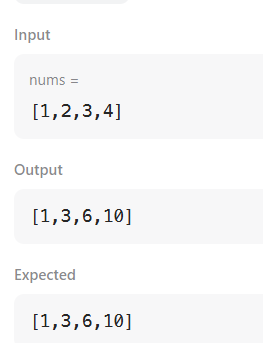 Input
nums =
[1,2,3,4]
Output
[1,3,6,10]
Expected
[1,3,6,10]